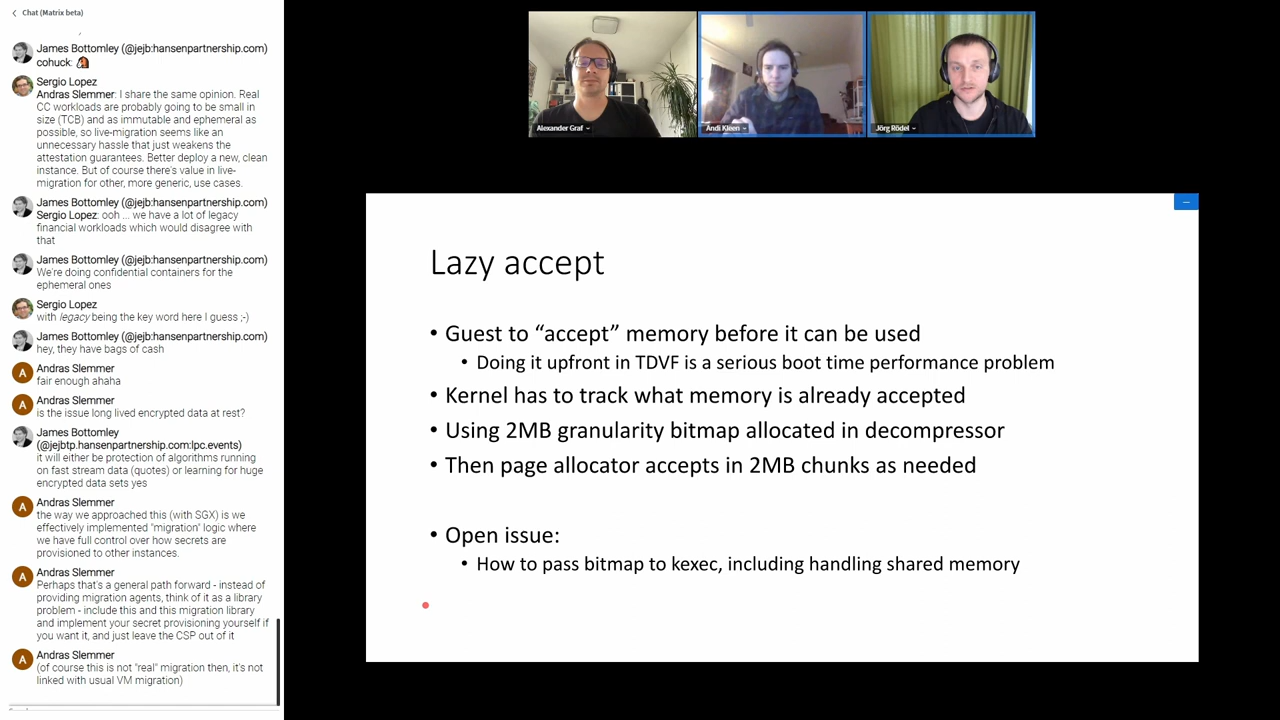 Chat (Matrix beta)
James Bottomley (@jejb:hansenpartnership.com)
cohuck:
Sergio Lopez
Andras Slemmer: I share the same opinion. Real
CC workloads are probably going to be small in
size (TCB) and as immutable and ephemeral as
possible, so live-migration seems like an
unnecessary hassle that just weakens the
attestation guarantees. Better deploy a new, clean
instance. But of course there's value in live-
migration for other, more generic, use cases.
James Bottomley (@jejb:hansenpartnership.com)
Sergio Lopez: ooh ... we have a lot of legacy
financial workloads which would disagree with
that
James Bottomley (@jejb:hansenpartnership.com)
We're doing confidential containers for the
ephemeral ones
Sergio Lopez
with legacy being the key word here I guess ;-)
James Bottomley (@jejb:hansenpartnership.com)
hey, they have bags of cash
A Andras Slemmer
fair enough ahaha
A Andras Slemmer
is the issue long lived encrypted data at rest?
James Bottomley
(@jejbtp.hansenpartnership.com:lpc.events)
it will either be protection of algorithms running
on fast stream data (quotes) or learning for huge
encrypted data sets yes
A Andras Slemmer
the way we approached this (with SGX) is we
effectively implemented "migration" logic where
we have full control over how secrets are
provisioned to other instances.
A Andras Slemmer
Perhaps that's a general path forward - instead of
providing migration agents, think of it as a library
problem - include this and this migration library
and implement your secret provisioning yourself if
you want it, and just leave the CSP out of it
A Andras Slemmer
(of course this is not "real" migration then, it's not
linked with usual VM migration)
Alexander Graf
Andi Kleen
Jörg Rödel
Lazy accept
• Guest to “accept” memory before it can be used
• Doing it upfront in TDVF is a serious boot time performance problem
• Kernel has to track what memory is already accepted
• Using 2MB granularity bitmap allocated in decompressor
• Then page allocator accepts in 2MB chunks as needed
• Open issue:
• How to pass bitmap to kexec, including handling shared memory